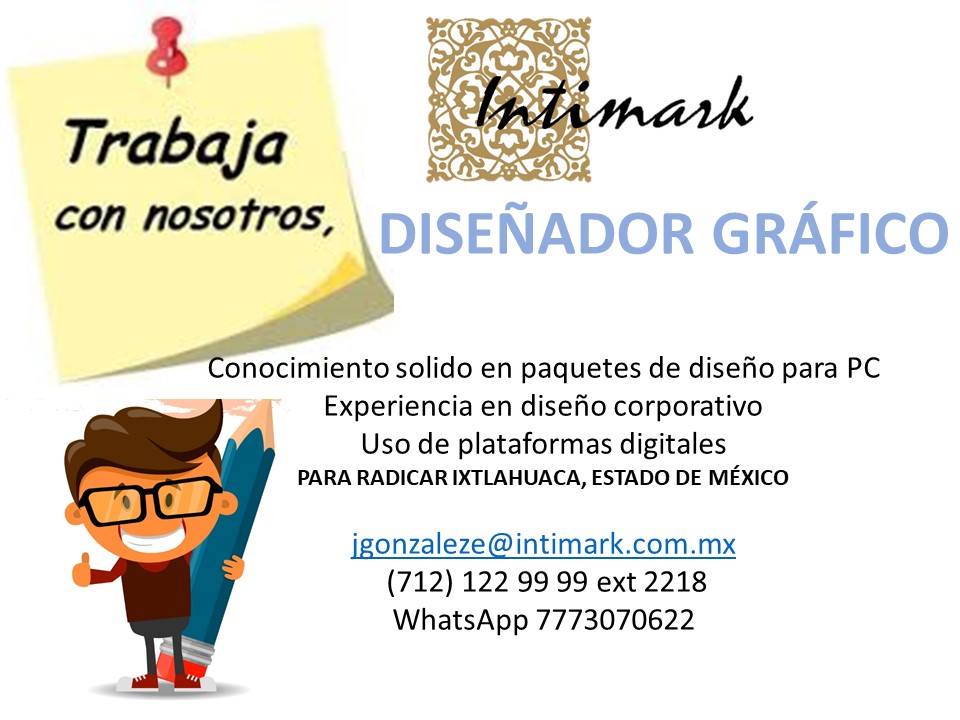 Trabaja
con nosotros,
Intimark
DISEÑADOR GRÁFICO
Conocimiento solido en paquetes de diseño para PC
Experiencia en diseño corporativo
Uso de plataformas digitales
PARA RADICAR IXTLAHUACA, ESTADO DE MÉXICO
jgonzaleze@intimark.com.mx
(712) 122 99 99 ext 2218
WhatsApp 7773070622